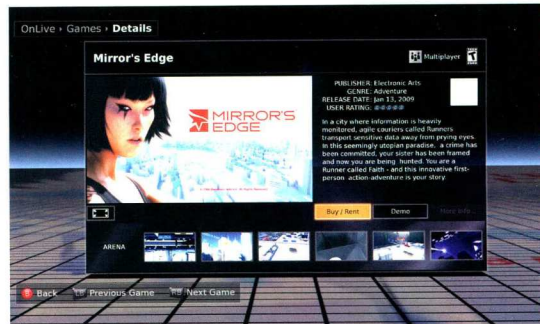 OnLive › Games › Details
Mirror's Edge
Multiplayer
T
PUBLISHER: Electronic Arts
GENRE: Adventure
RELEASE DATE: Jan 13, 2009
USER RATING:
MIRROR'S
EDGE
In a city where information is heavily
monitored, agile couriers called Runners
transport sensitive data away from prying eyes.
In this seemingly utopian paradise, a crime has
been committed, your sister has been framed
and now you are being hunted. You are a
Runner called Faith - and this innovative first-
person action-adventure is your story
Buy / Rent
Demo
More Info...
ARENA
B Back
LB Previous Game
RB Next Game